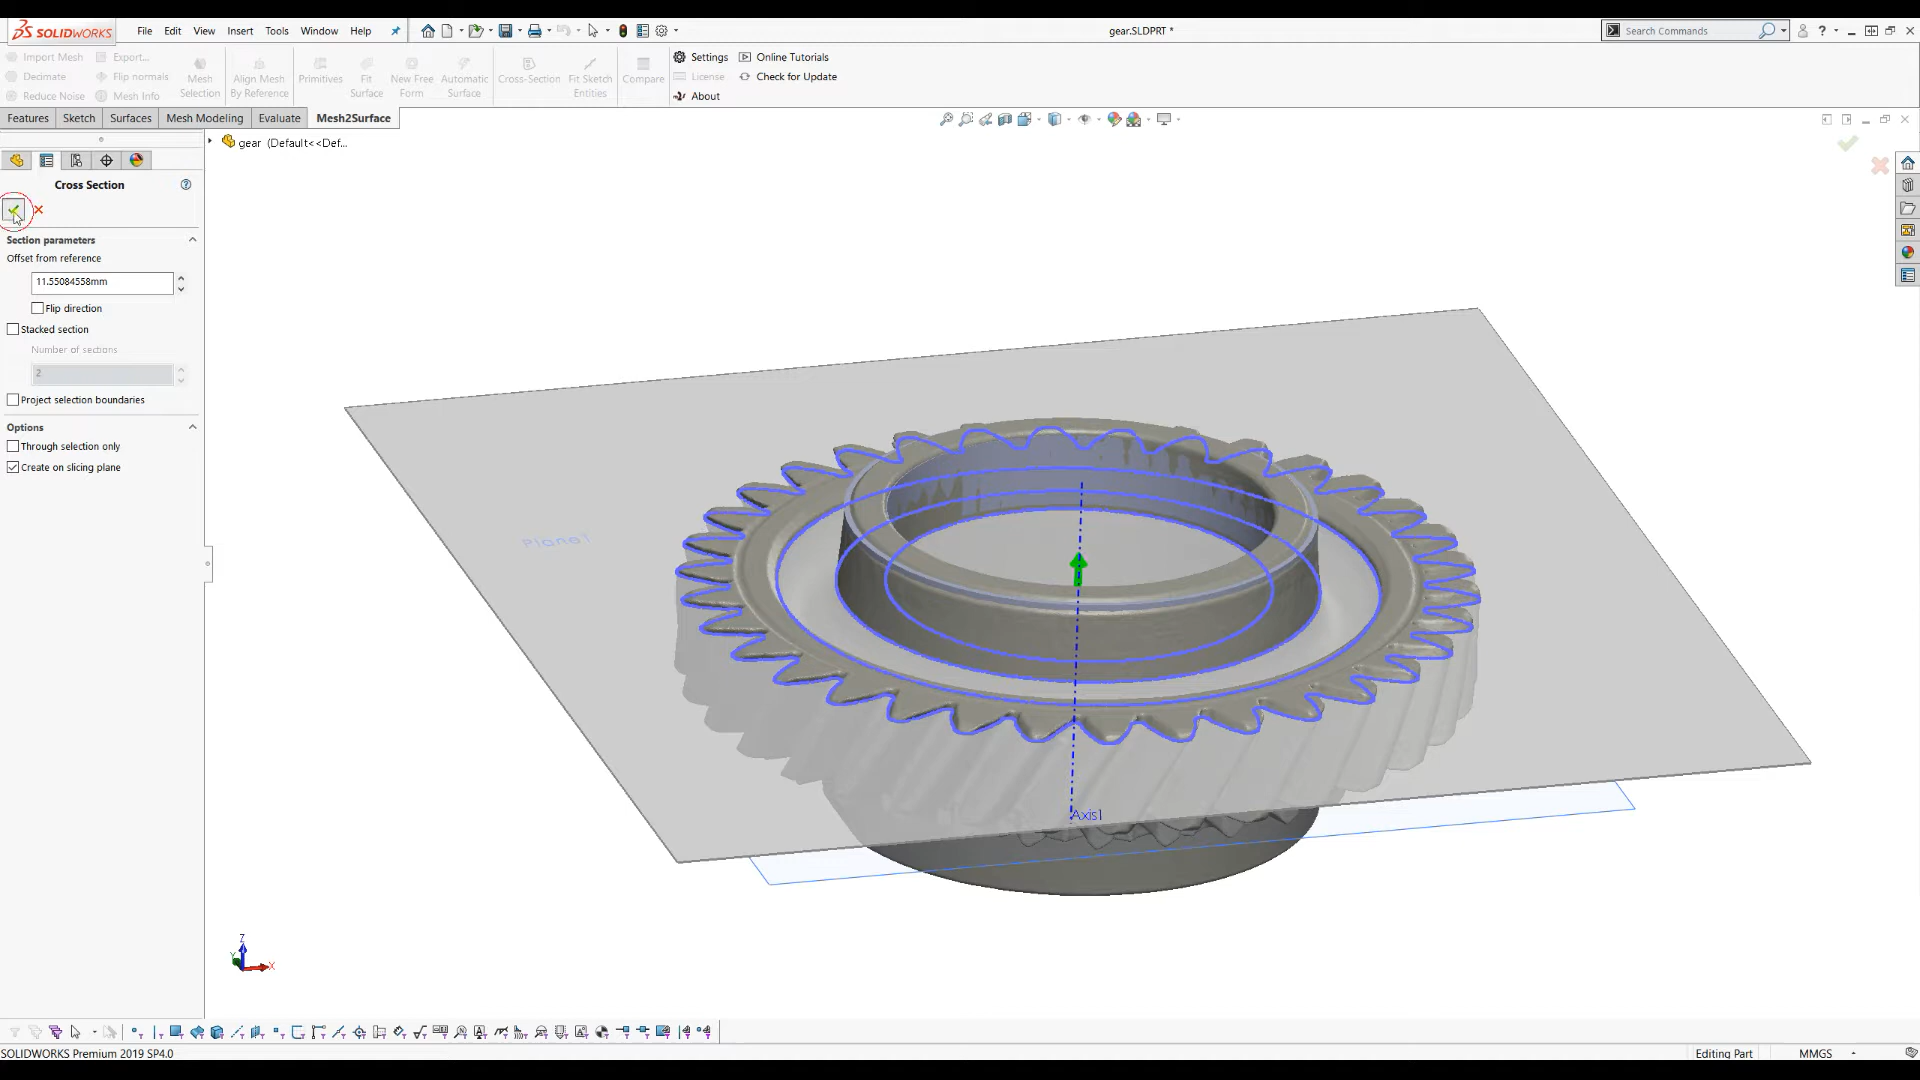 SOLIDWORKS
File Edit View Insert Tools Window Help
gear.SLDPRT *
Search Commands
Import Mesh
Decimate
Reduce Noise
Export...
Flip normals
Mesh Info
Mesh
Selection
Align Mesh
By Reference
Primitives
Fit
Surface
New Free
Form
Automatic
Surface
Cross-Section
Fit Sketch
Entities
Compare
Settings
License
About
Online Tutorials
Check for Update
Features Sketch Surfaces Mesh Modeling Evaluate Mesh2Surface
gear (Default<<Def...
Cross Section
Section parameters
Offset from reference
11.55084558mm
Flip direction
Stacked section
Number of sections
2
Project selection boundaries
Options
Through selection only
Create on slicing plane
Plane1
Axis1
Z
Y
X
SOLIDWORKS Premium 2019 SP4.0
Editing Part
MMGS